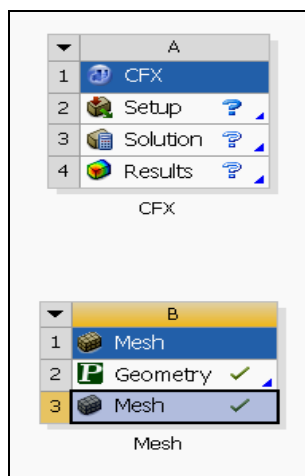 A
1 CFX
2 Setup ?
3 Solution ?
4 Results ?
CFX
B
1 Mesh
2 P Geometry ✓
3 Mesh ✓
Mesh